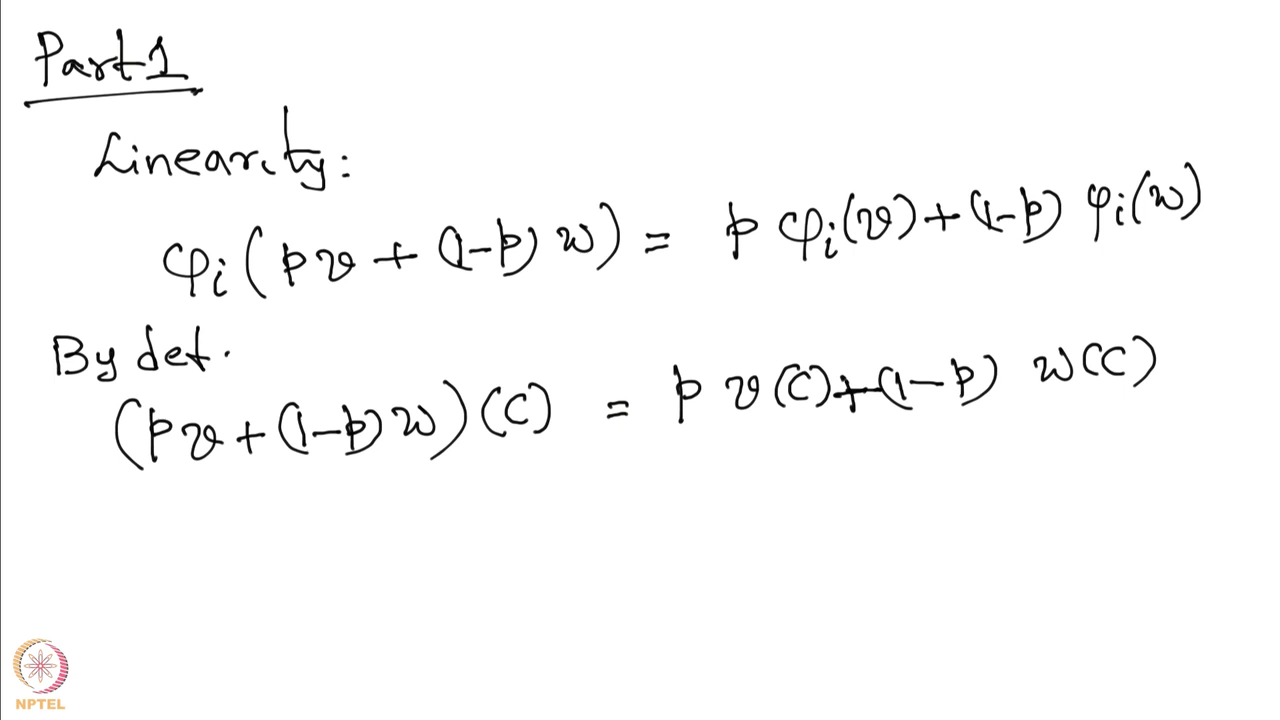 Part 1
Linearity:
φi(pv + (1-p) w) = p φi(v) + (1-p) φi(w)
By def.
(pv + (1-p) w)(C) = p v(C) + (1-p) w(C)
NPTEL